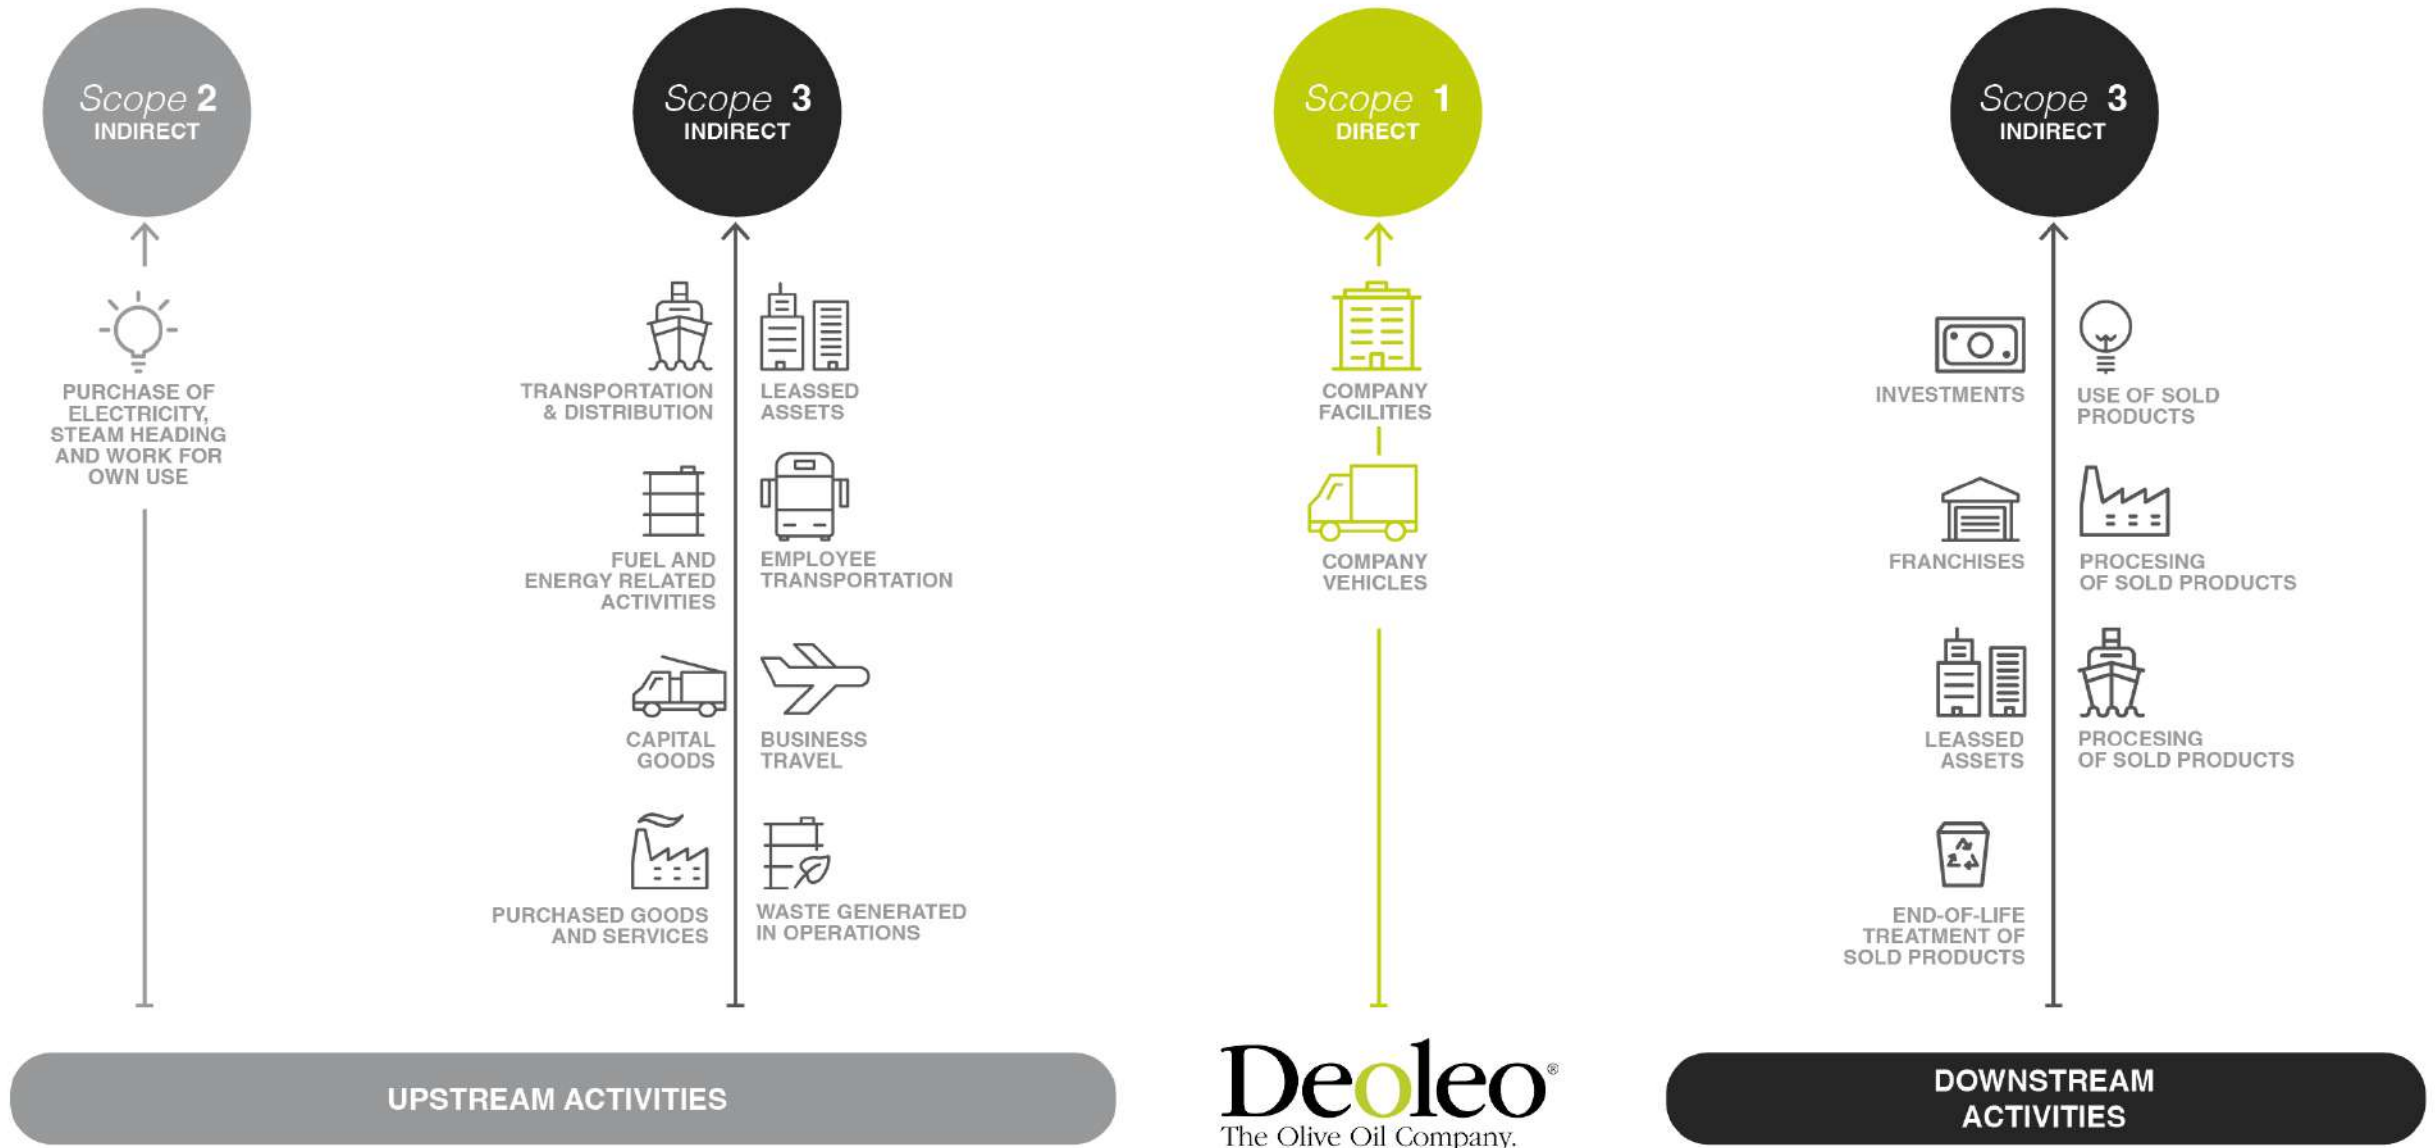 Scope 2
INDIRECT
PURCHASE OF
ELECTRICITY,
STEAM HEADING
AND WORK FOR
OWN USE
Scope 3
INDIRECT
TRANSPORTATION
& DISTRIBUTION
LEASSED
ASSETS
FUEL AND
ENERGY RELATED
ACTIVITIES
EMPLOYEE
TRANSPORTATION
CAPITAL
GOODS
BUSINESS
TRAVEL
PURCHASED GOODS
AND SERVICES
WASTE GENERATED
IN OPERATIONS
UPSTREAM ACTIVITIES
Scope 1
DIRECT
COMPANY
FACILITIES
COMPANY
VEHICLES
Deoleo®
The Olive Oil Company.
Scope 3
INDIRECT
INVESTMENTS
USE OF SOLD
PRODUCTS
FRANCHISES
PROCESING
OF SOLD PRODUCTS
LEASSED
ASSETS
PROCESING
OF SOLD PRODUCTS
END-OF-LIFE
TREATMENT OF
SOLD PRODUCTS
DOWNSTREAM
ACTIVITIES